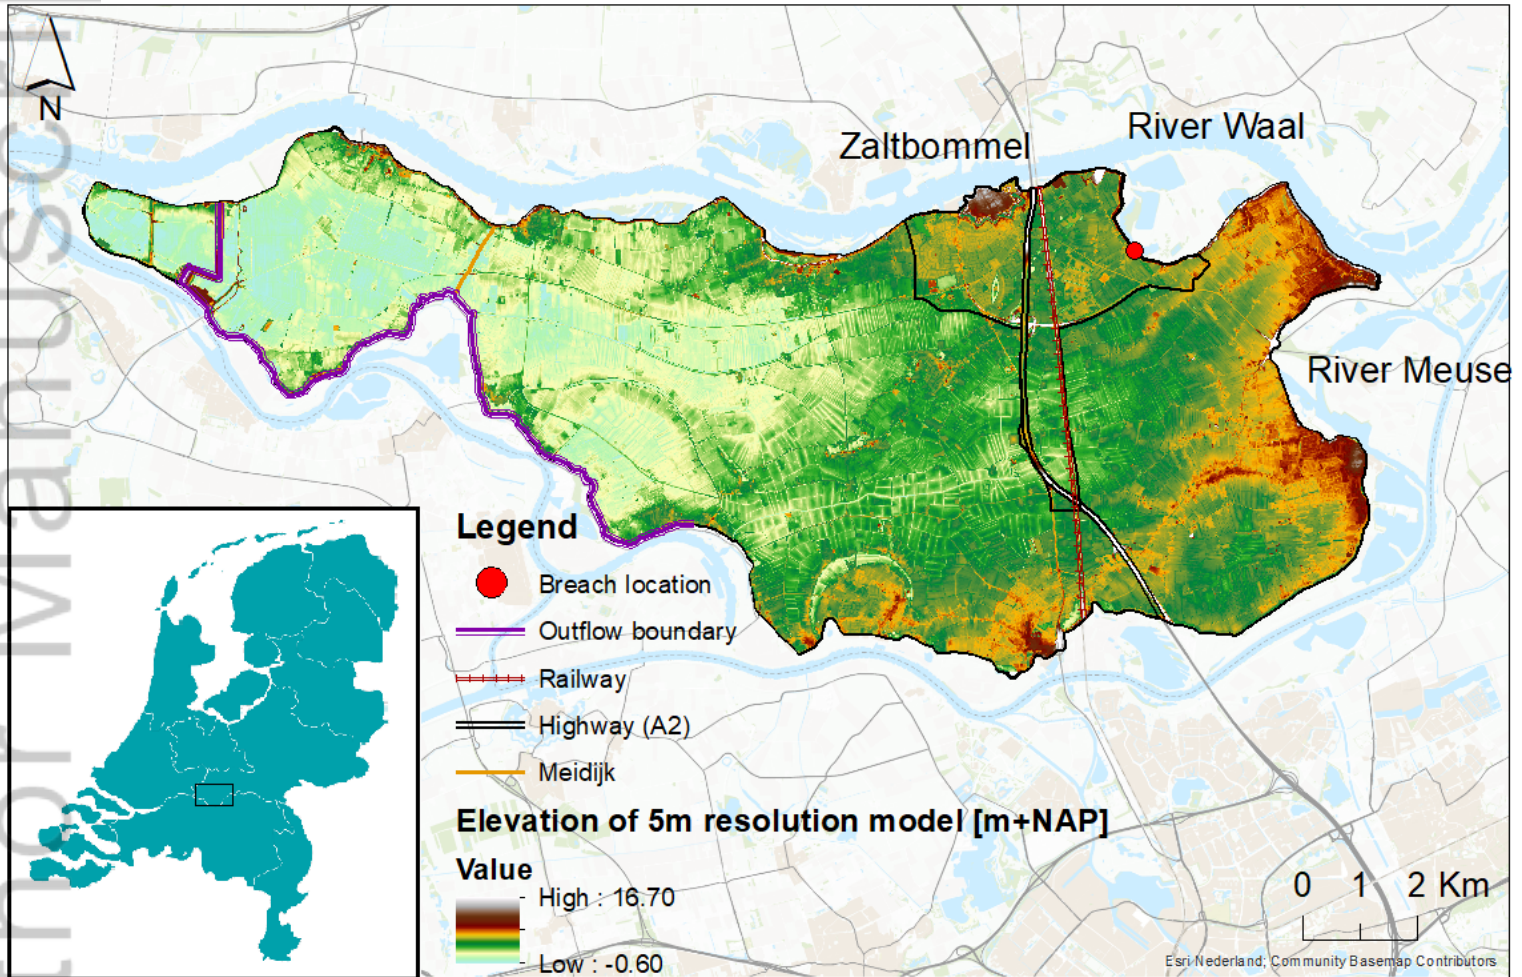 N
Zaltbommel
River Waal
River Meuse
Legend
Breach location
Outflow boundary
Railway
Highway (A2)
Meidijk
Elevation of 5m resolution model [m+NAP]
Value
High : 16.70
Low : -0.60
0 1 2 Km
Esri Nederland; Community Basemap Contributors